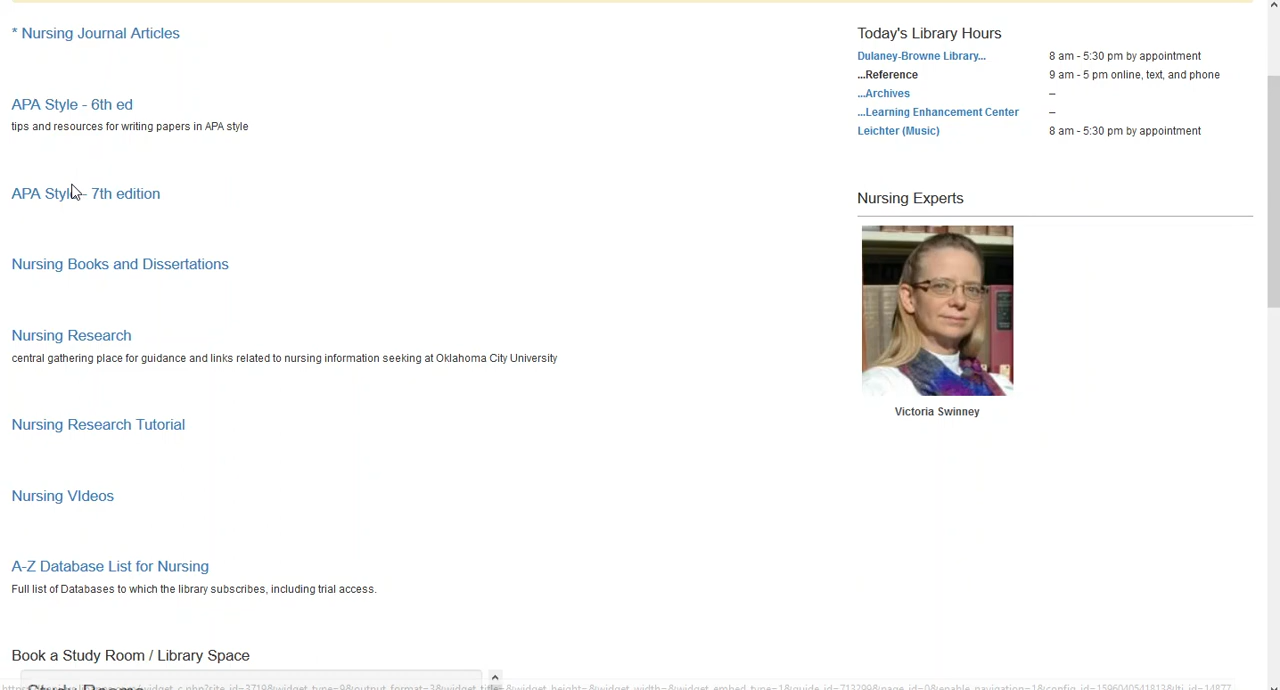 * Nursing Journal Articles
APA Style - 6th ed
tips and resources for writing papers in APA style
APA Style - 7th edition
Nursing Books and Dissertations
Nursing Research
central gathering place for guidance and links related to nursing information seeking at Oklahoma City University
Nursing Research Tutorial
Nursing VIdeos
A-Z Database List for Nursing
Full list of Databases to which the library subscribes, including trial access.
Book a Study Room / Library Space
Today's Library Hours
Dulaney-Browne Library... 8 am - 5:30 pm by appointment
...Reference 9 am - 5 pm online, text, and phone
...Archives –
...Learning Enhancement Center –
Leichter (Music) 8 am - 5:30 pm by appointment
Nursing Experts
Victoria Swinney